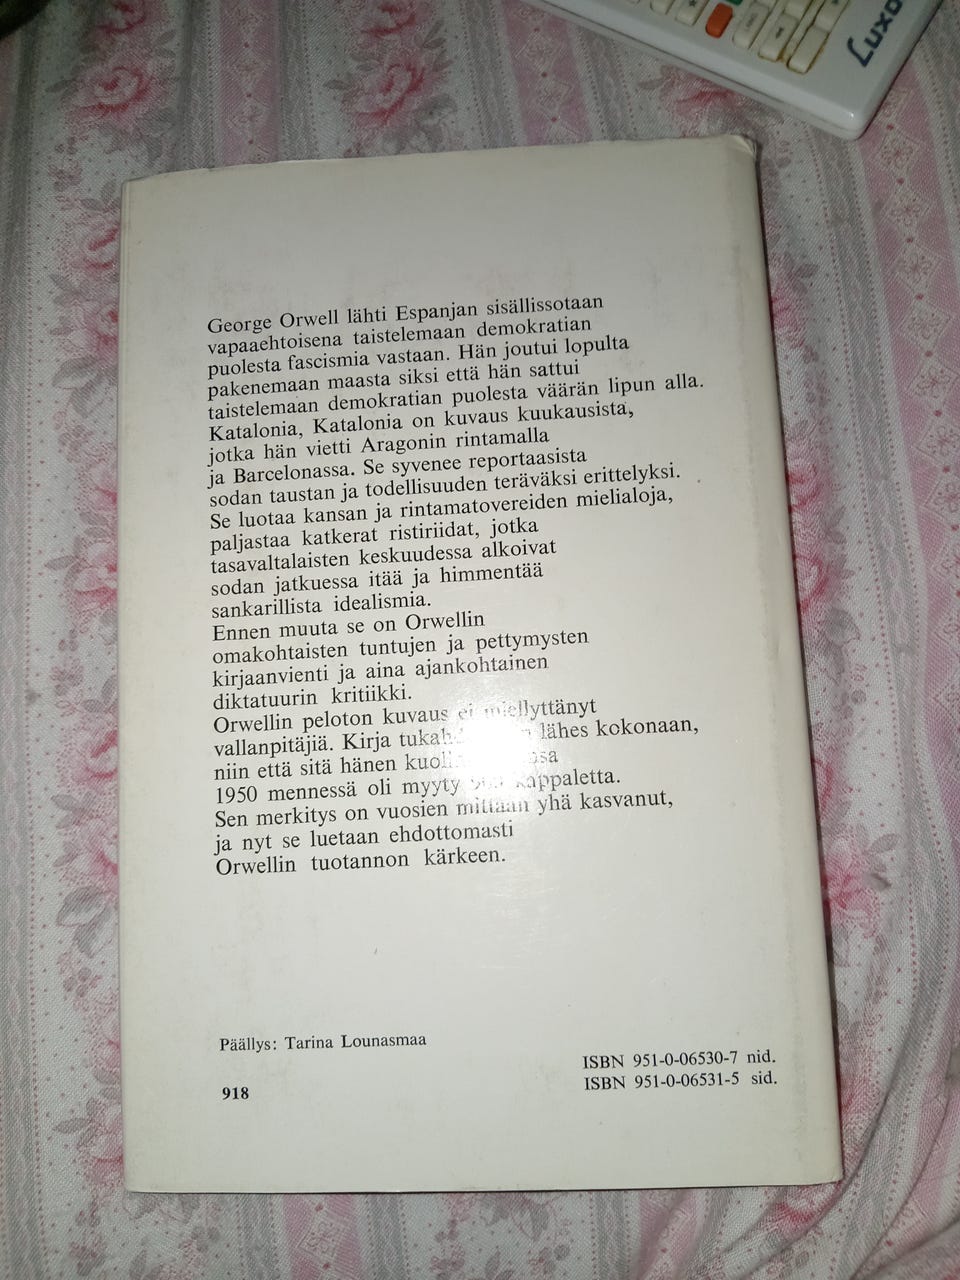 George Orwell lähti Espanjan sisällissotaan
vapaaehtoisena taistelemaan demokratian
puolesta fascismia vastaan. Hän joutui lopulta
pakenemaan maasta siksi että hän sattui
taistelemaan demokratian puolesta väärän lipun alla.
Katalonia, Katalonia on kuvaus kuukausista,
jotka hän vietti Aragonin rintamalla
ja Barcelonassa. Se syvenee reportaasista
sodan taustan ja todellisuuden teräväksi erittelyksi.
Se luotaa kansan ja rintamatovereiden mielialoja,
paljastaa katkerat ristiriidat, jotka
tasavaltalaisten keskuudessa alkoivat
sodan jatkuessa itää ja himmentää
sankarillista idealismia.
Ennen muuta se on Orwellin
omakohtaisten tuntujen ja pettymysten
kirjaanvienti ja aina ajankohtainen
diktatuurin kritiikki.
Orwellin peloton kuvaus ei miellyttänyt
vallanpitäjiä. Kirja lähes kokonaan,
niin että sitä hänen
1950 mennessä oli myyty kappaletta.
Sen merkitys on vuosien mittaan yhä kasvanut,
ja nyt se luetaan ehdottomasti
Orwellin tuotannon kärkeen.
Päällys: Tarina Lounasmaa
918
ISBN 951-0-06530-7 nid.
ISBN 951-0-06531-5 sid.